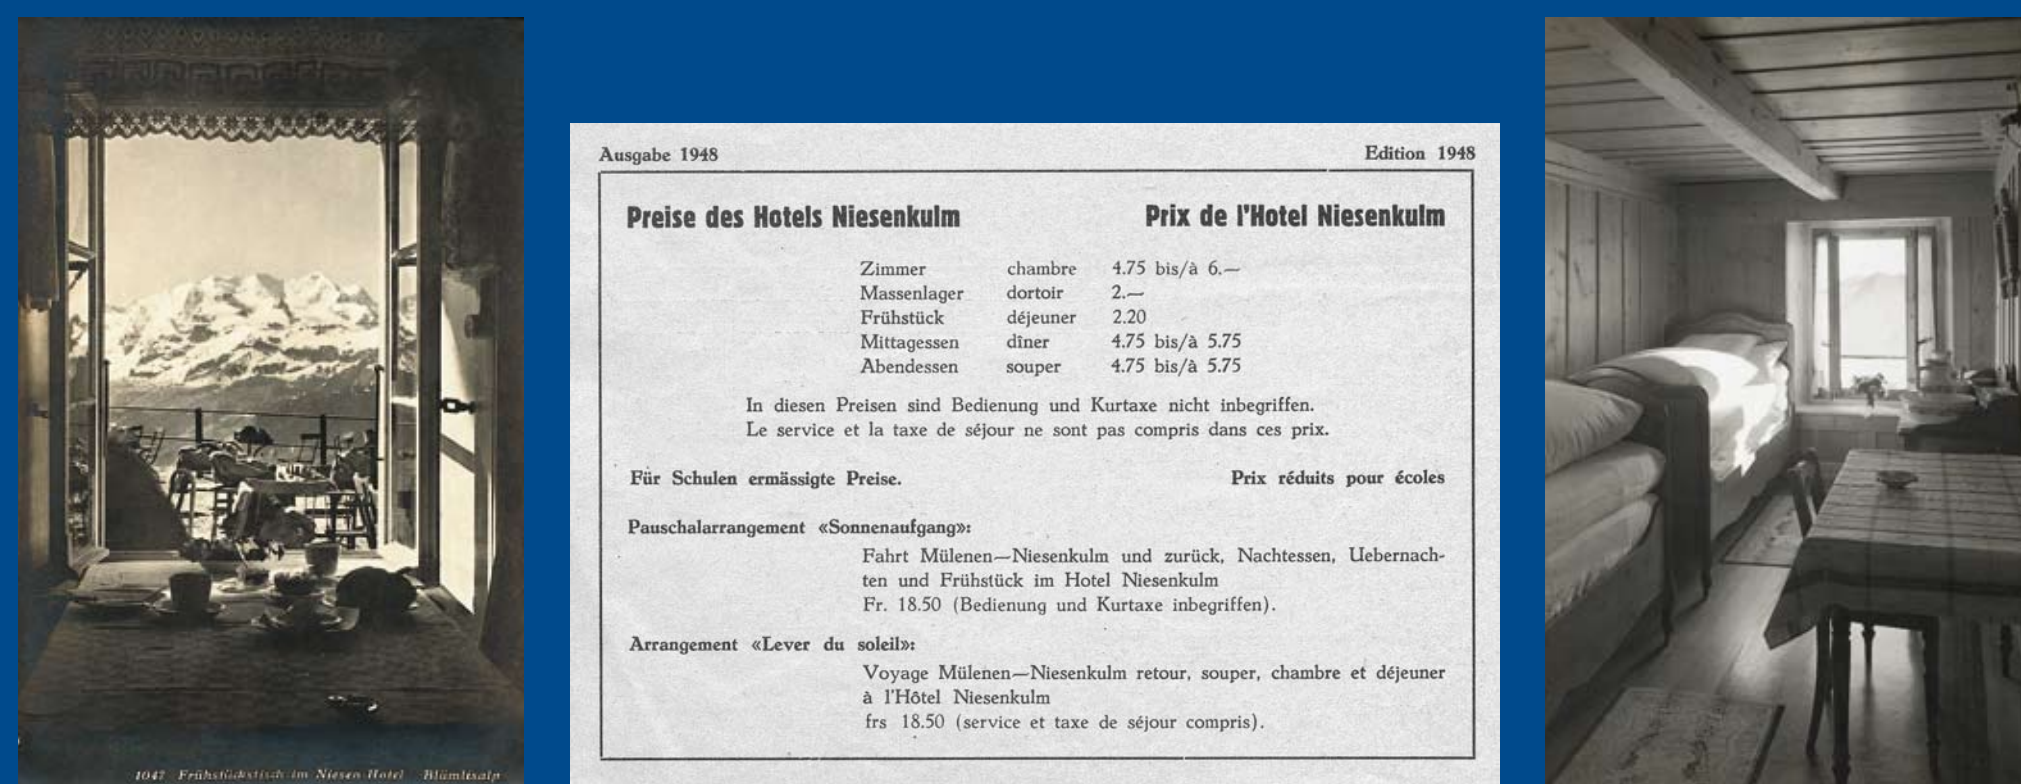 Ausgabe 1948 Edition 1948
Preise des Hotels Niesenkulm Prix de l'Hotel Niesenkulm
Zimmer chambre 4.75 bis/à 6.—
Massenlager dortoir 2.—
Frühstück déjeuner 2.20
Mittagessen dîner 4.75 bis/à 5.75
Abendessen souper 4.75 bis/à 5.75
In diesen Preisen sind Bedienung und Kurtaxe nicht inbegriffen.
Le service et la taxe de séjour ne sont pas compris dans ces prix.
Für Schulen ermässigte Preise. Prix réduits pour écoles
Pauschalarrangement «Sonnenaufgang»:
Fahrt Mülenen—Niesenkulm und zurück, Nachtessen, Uebernach-
ten und Frühstück im Hotel Niesenkulm
Fr. 18.50 (Bedienung und Kurtaxe inbegriffen).
Arrangement «Lever du soleil»:
Voyage Mülenen—Niesenkulm retour, souper, chambre et déjeuner
à l'Hôtel Niesenkulm
frs 18.50 (service et taxe de séjour compris).
1047 Frühstückstisch im Niesen Hotel Blümlisalp